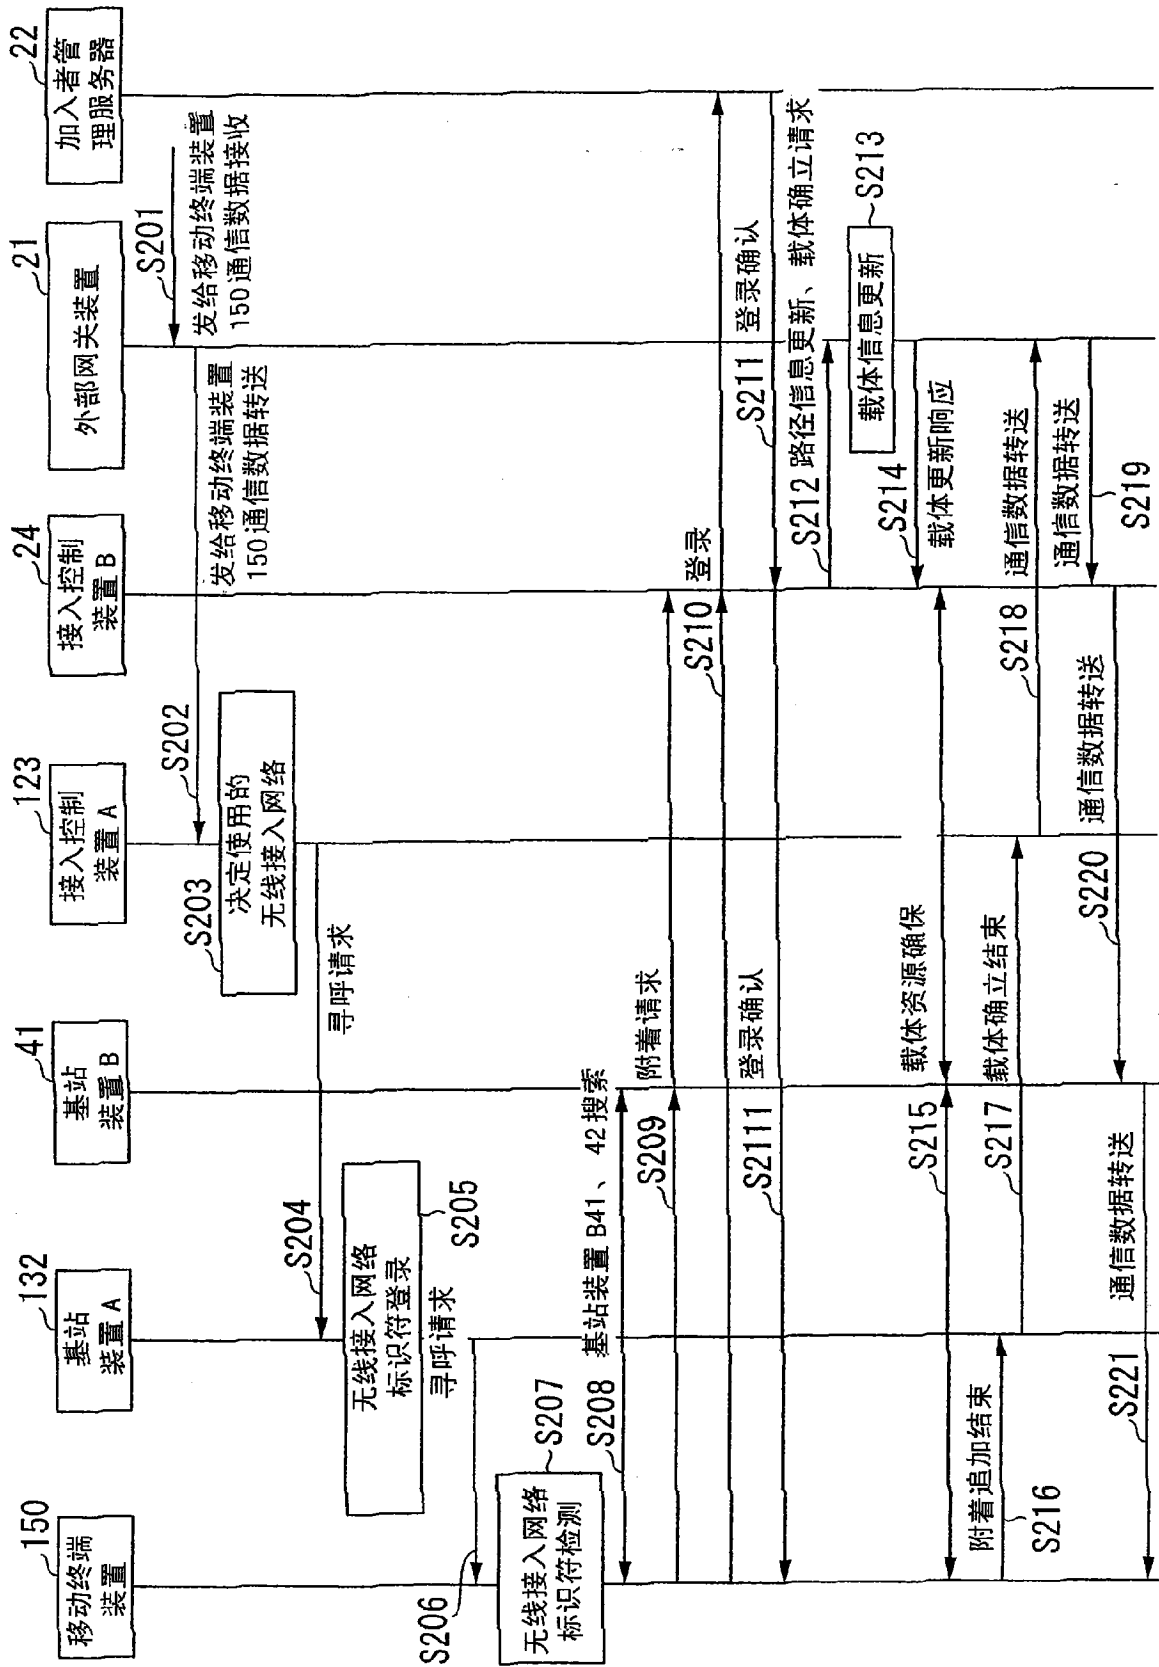 150
移动终端
装置
132
基站
装置 A
41
基站
装置 B
123
接入控制
装置 A
24
接入控制
装置 B
21
外部网关装置
22
加入者管
理服务器
S201
发给移动终端装置
150通信数据接收
S202
发给移动终端装置
150通信数据转送
S203
决定使用的
无线接入网络
S204
寻呼请求
无线接入网络
标识符登录
S205
寻呼请求
S206
无线接入网络
标识符检测
S207
S208
基站装置 B41、 42 搜索
S209
附着请求
S210
登录
S211
登录确认
S2111
登录确认
S212 路径信息更新、载体确立请求
载体信息更新
S213
S214
载体更新响应
S215
载体资源确保
附着追加结束
S216
S217
载体确立结束
S218
通信数据转送
通信数据转送
S219
S220
通信数据转送
S221
通信数据转送